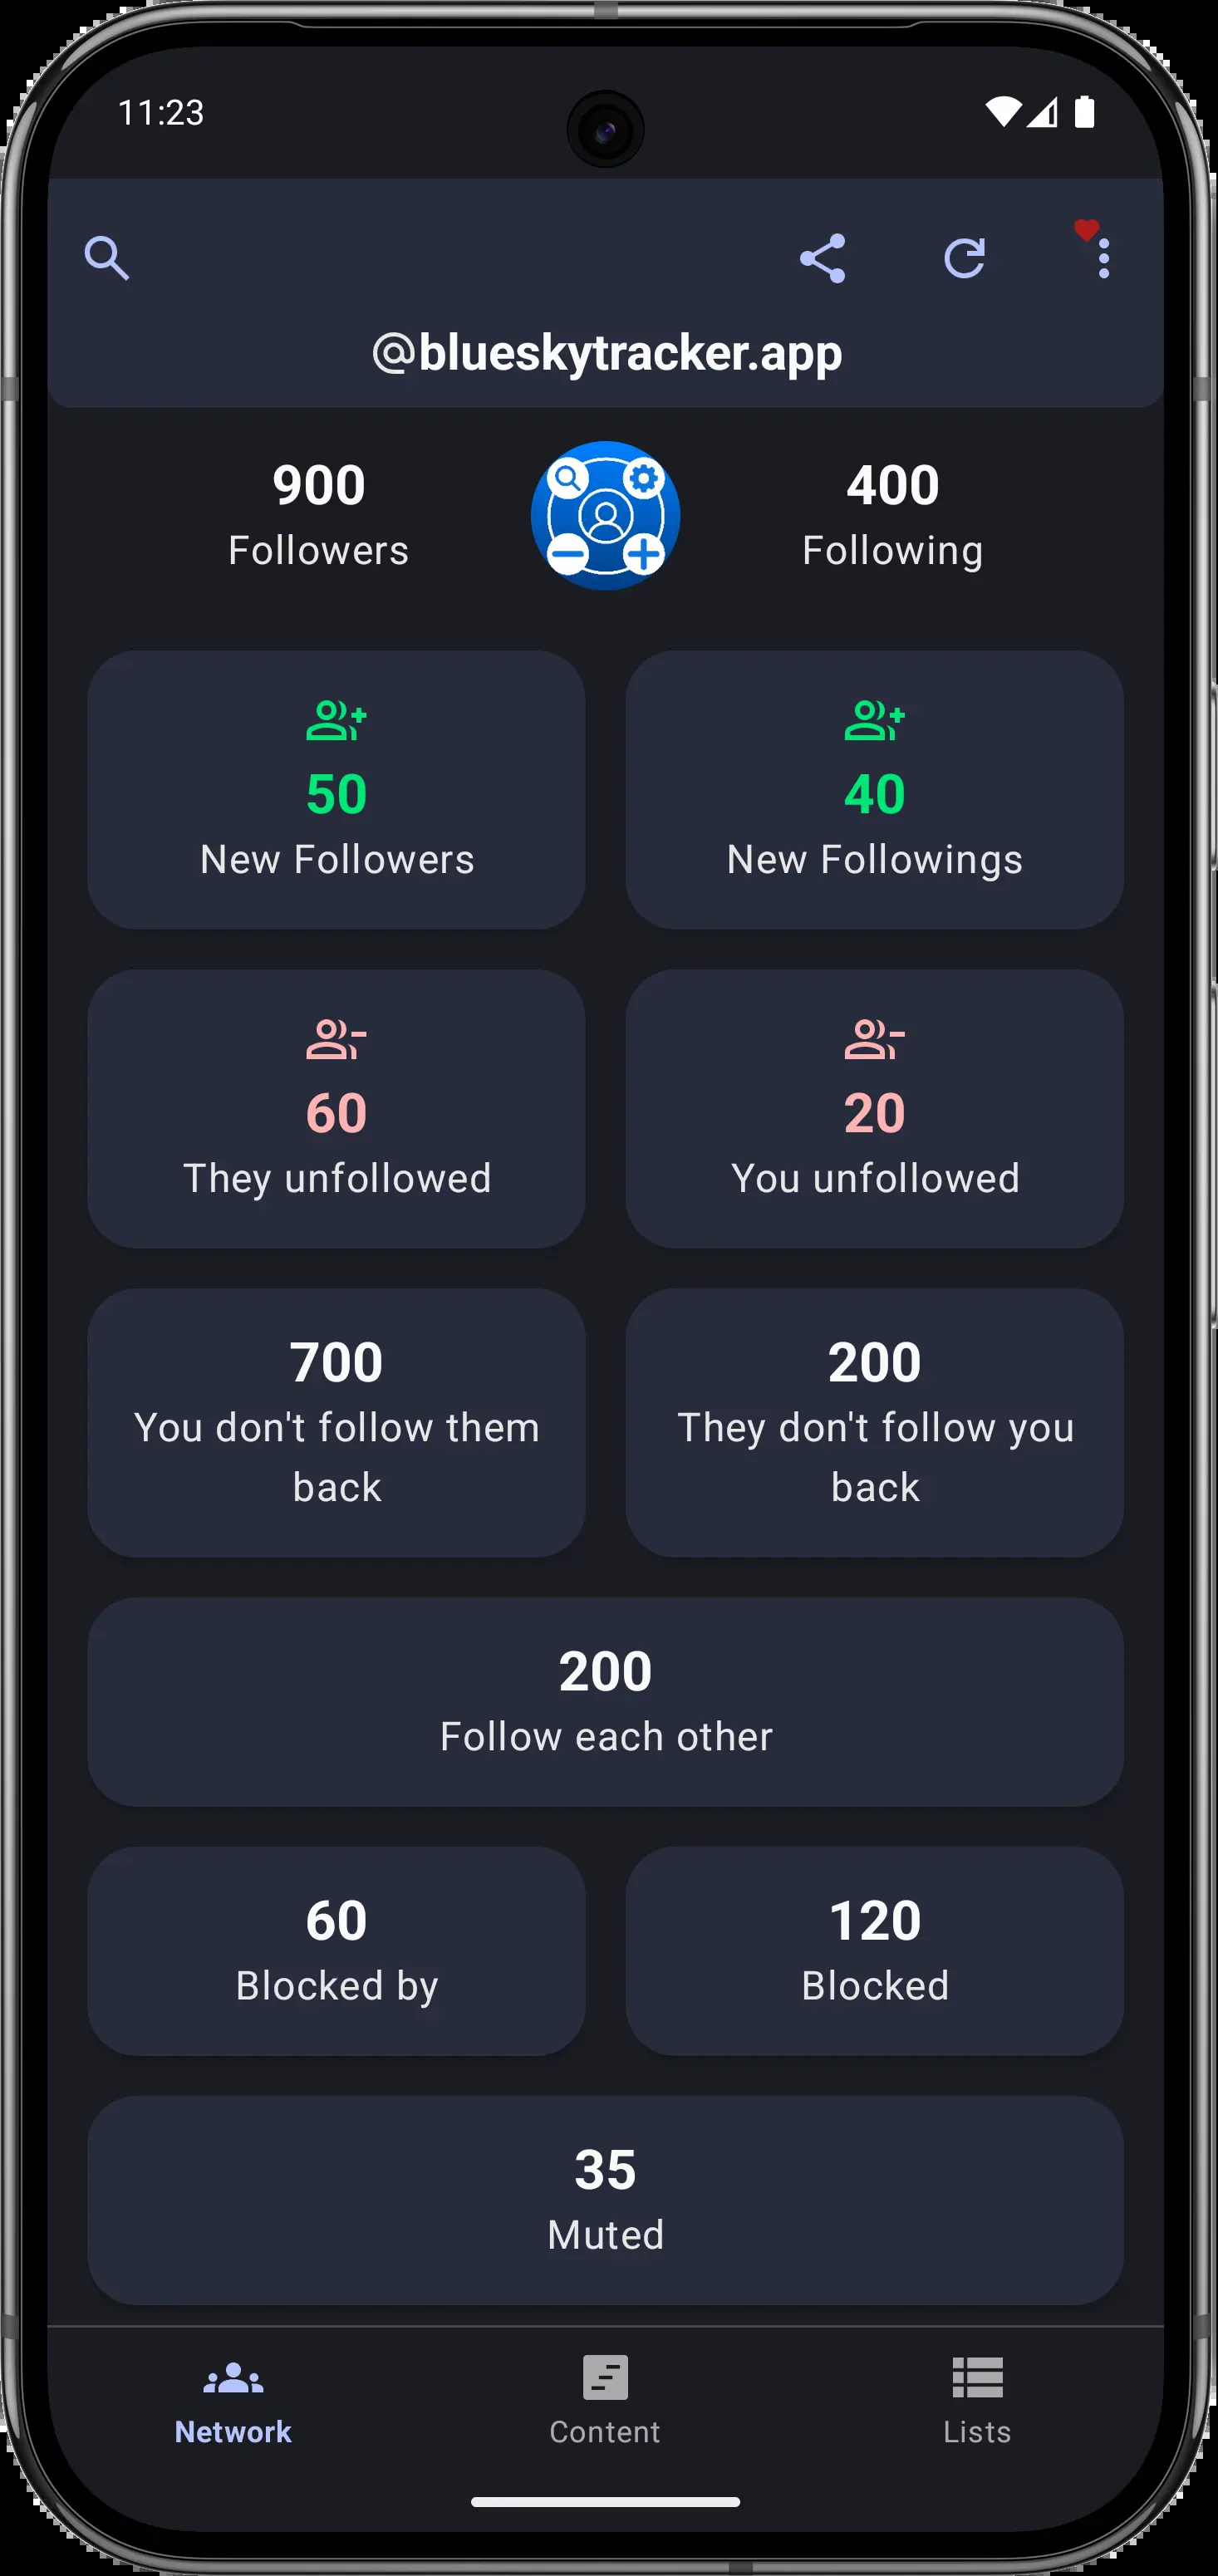 11:23
@blueskytracker.app
900
Followers
400
Following
50
New Followers
40
New Followings
60
They unfollowed
20
You unfollowed
700
You don't follow them
back
200
They don't follow you
back
200
Follow each other
60
Blocked by
120
Blocked
35
Muted
Network
Content
Lists